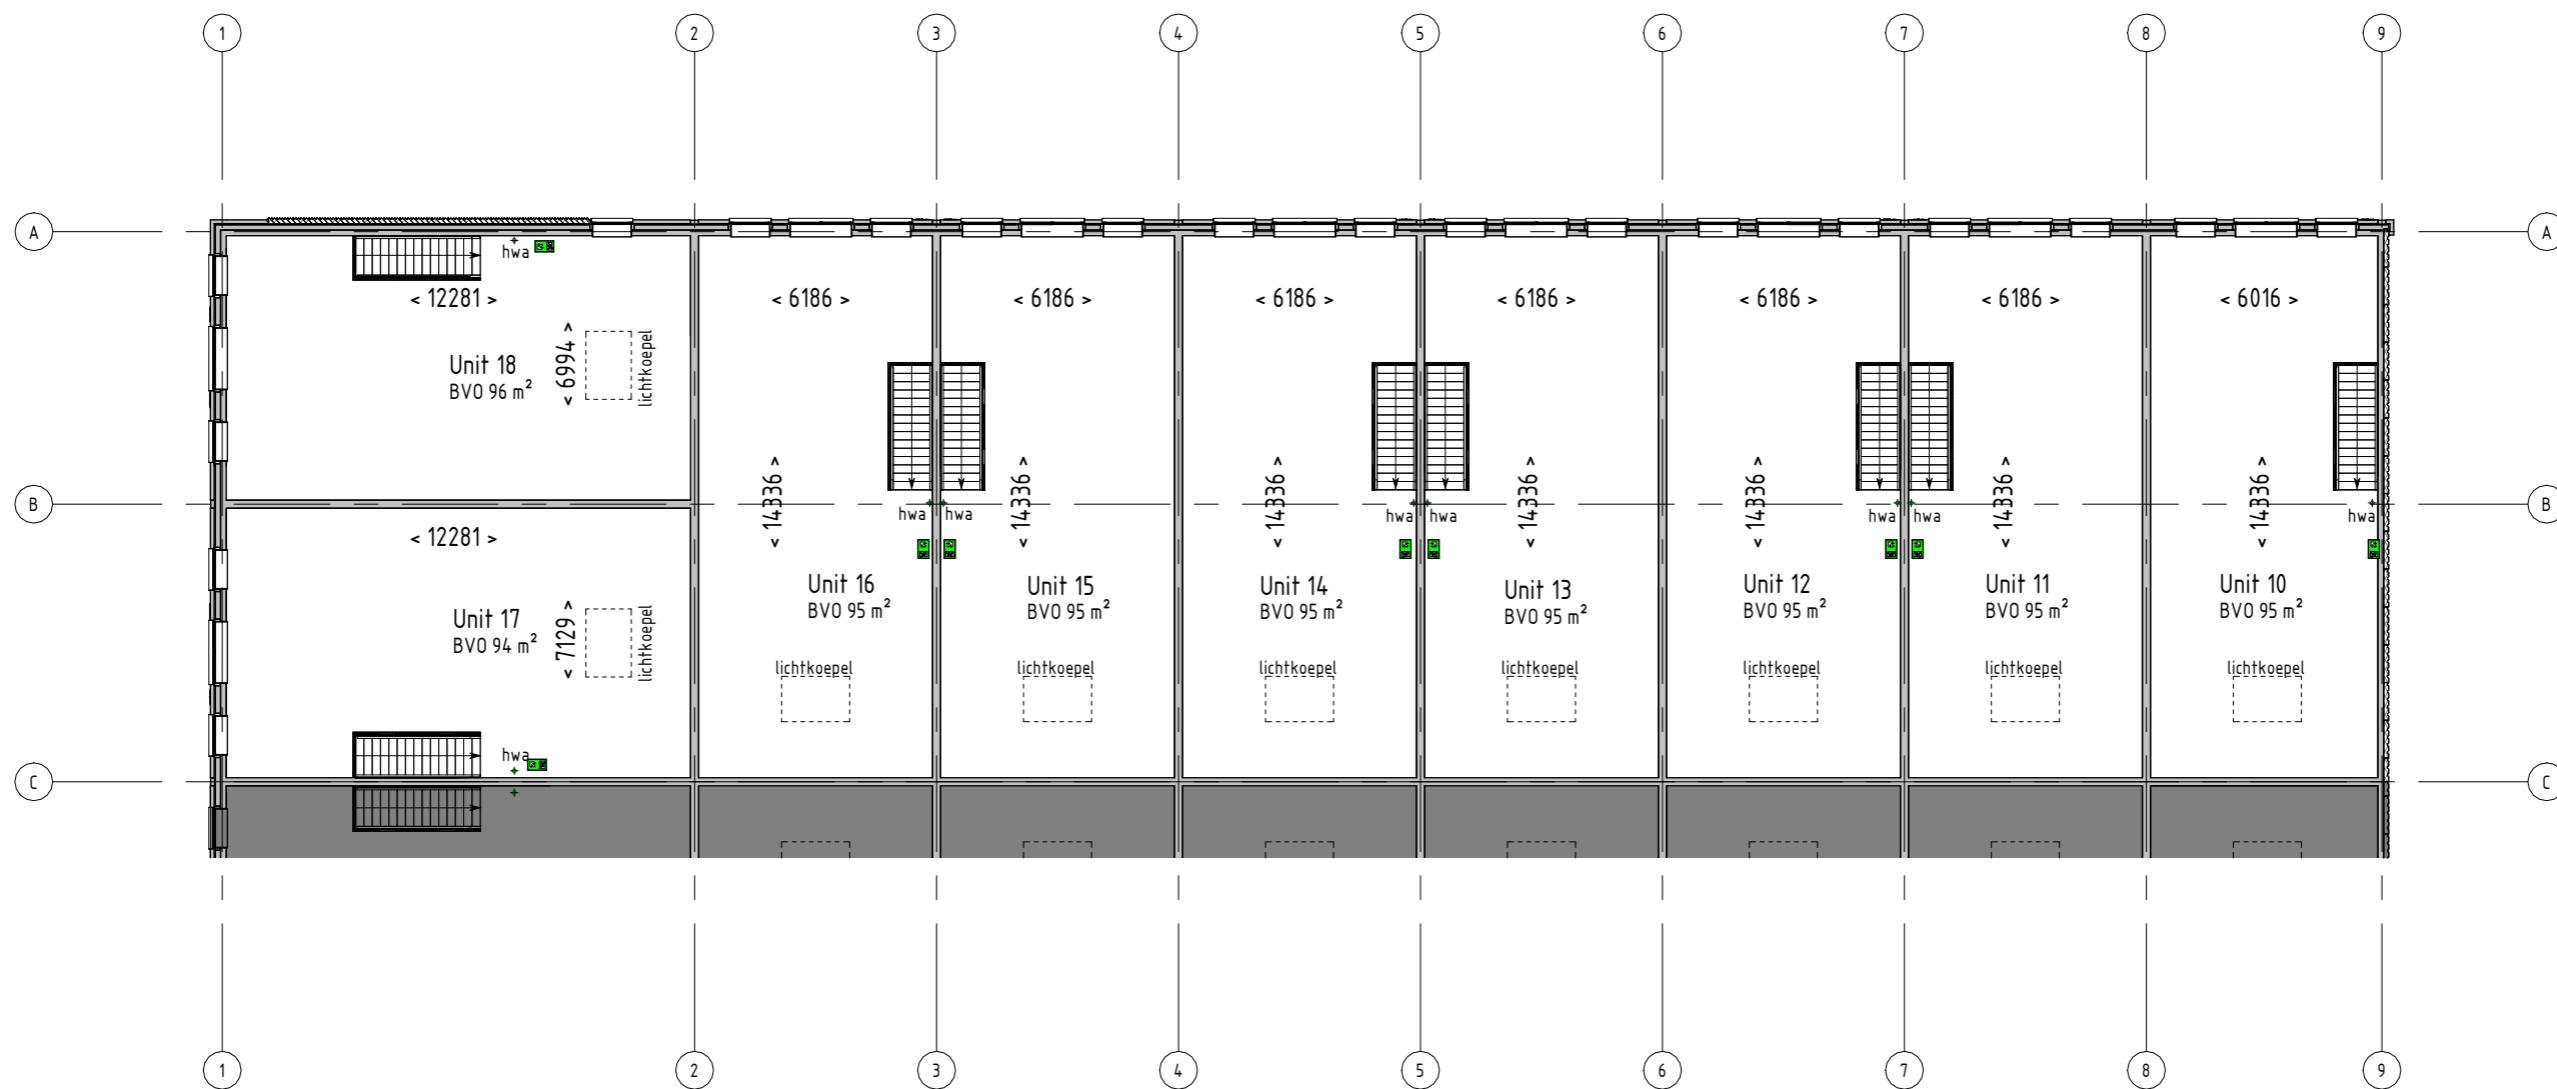 1 2 3 4 5 6 7 8 9
A A
hwa
< 12281 > < 6186 > < 6186 > < 6186 > < 6186 > < 6186 > < 6186 > < 6016 >
Unit 18
BVO 96 m²
< 6994 >
lichtkoepel
B B
< 14336 > < 14336 > < 14336 > < 14336 > < 14336 > < 14336 > < 14336 >
hwa hwa hwa hwa hwa hwa hwa
< 12281 >
Unit 17
BVO 94 m²
< 7129 >
lichtkoepel
Unit 16
BVO 95 m²
Unit 15
BVO 95 m²
Unit 14
BVO 95 m²
Unit 13
BVO 95 m²
Unit 12
BVO 95 m²
Unit 11
BVO 95 m²
Unit 10
BVO 95 m²
lichtkoepel lichtkoepel lichtkoepel lichtkoepel lichtkoepel lichtkoepel lichtkoepel
hwa
C C
1 2 3 4 5 6 7 8 9